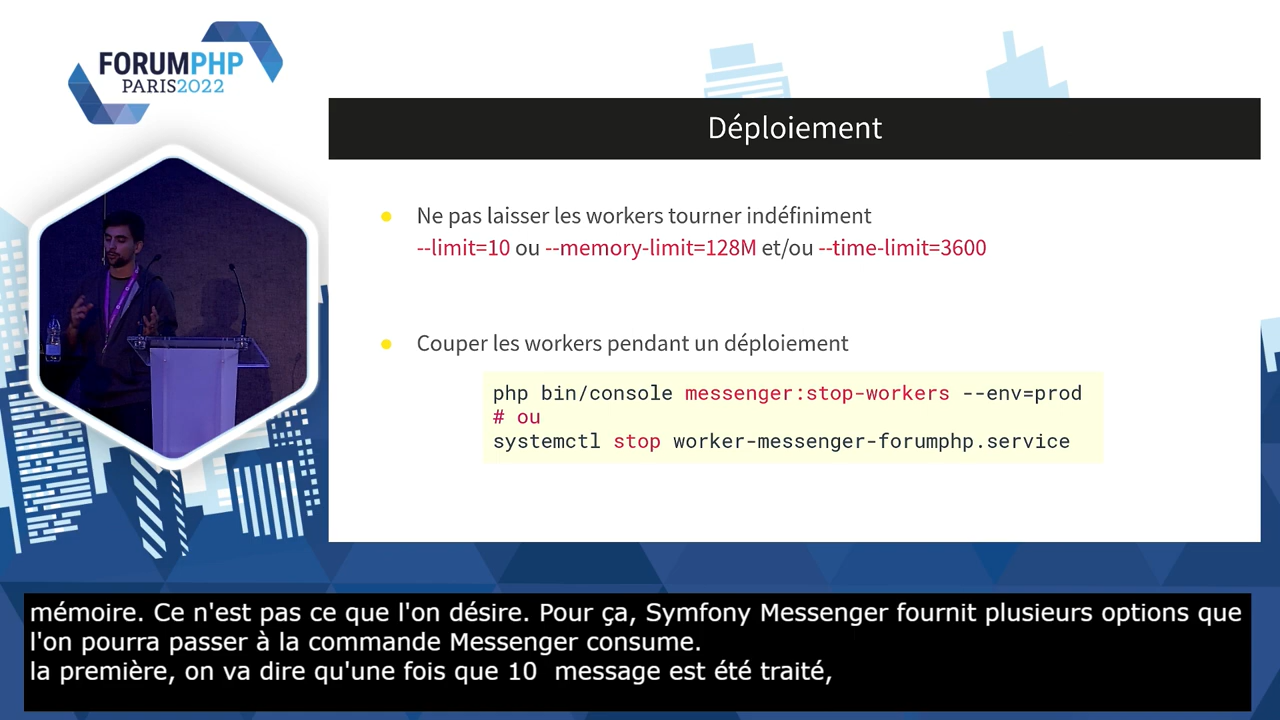 FORUMPHP
PARIS2022
Déploiement
Ne pas laisser les workers tourner indéfiniment
--limit=10 ou --memory-limit=128M et/ou --time-limit=3600
Couper les workers pendant un déploiement
php bin/console messenger:stop-workers --env=prod
# ou
systemctl stop worker-messenger-forumphp.service
mémoire. Ce n'est pas ce que l'on désire. Pour ça, Symfony Messenger fournit plusieurs options que
l'on pourra passer à la commande Messenger consume.
la première, on va dire qu'une fois que 10  message est été traité,